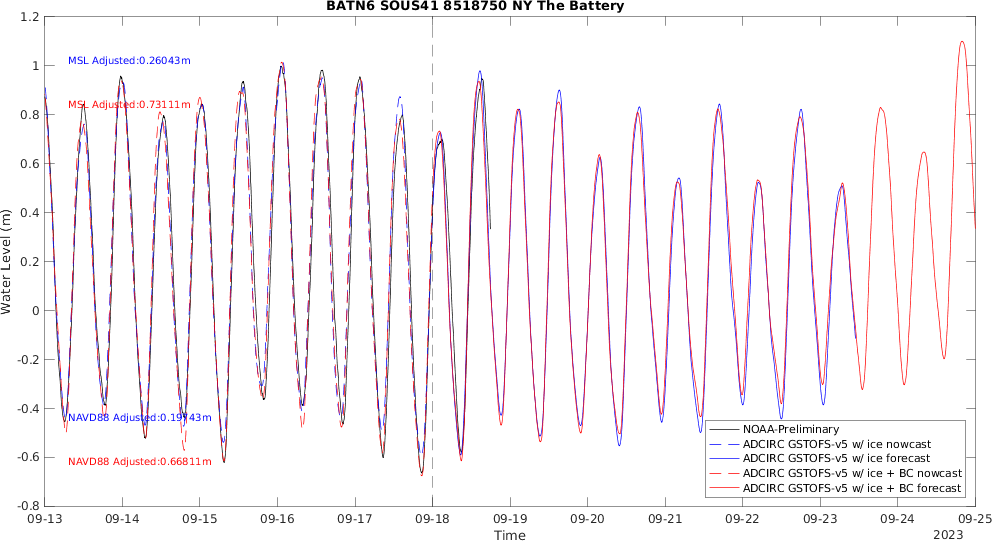 BATN6 SOUS41 8518750 NY The Battery
1.2
1
0.8
0.6
0.4
0.2
0
-0.2
-0.4
-0.6
-0.8
Water Level (m)
MSL Adjusted:0.26043m
MSL Adjusted:0.73111m
NAVD88 Adjusted:0.19743m
NAVD88 Adjusted:0.66811m
NOAA-Preliminary
ADCIRC GSTOFS-v5 w/ ice nowcast
ADCIRC GSTOFS-v5 w/ ice forecast
ADCIRC GSTOFS-v5 w/ ice + BC nowcast
ADCIRC GSTOFS-v5 w/ ice + BC forecast
09-13 09-14 09-15 09-16 09-17 09-18 09-19 09-20 09-21 09-22 09-23 09-24 09-25
Time
2023